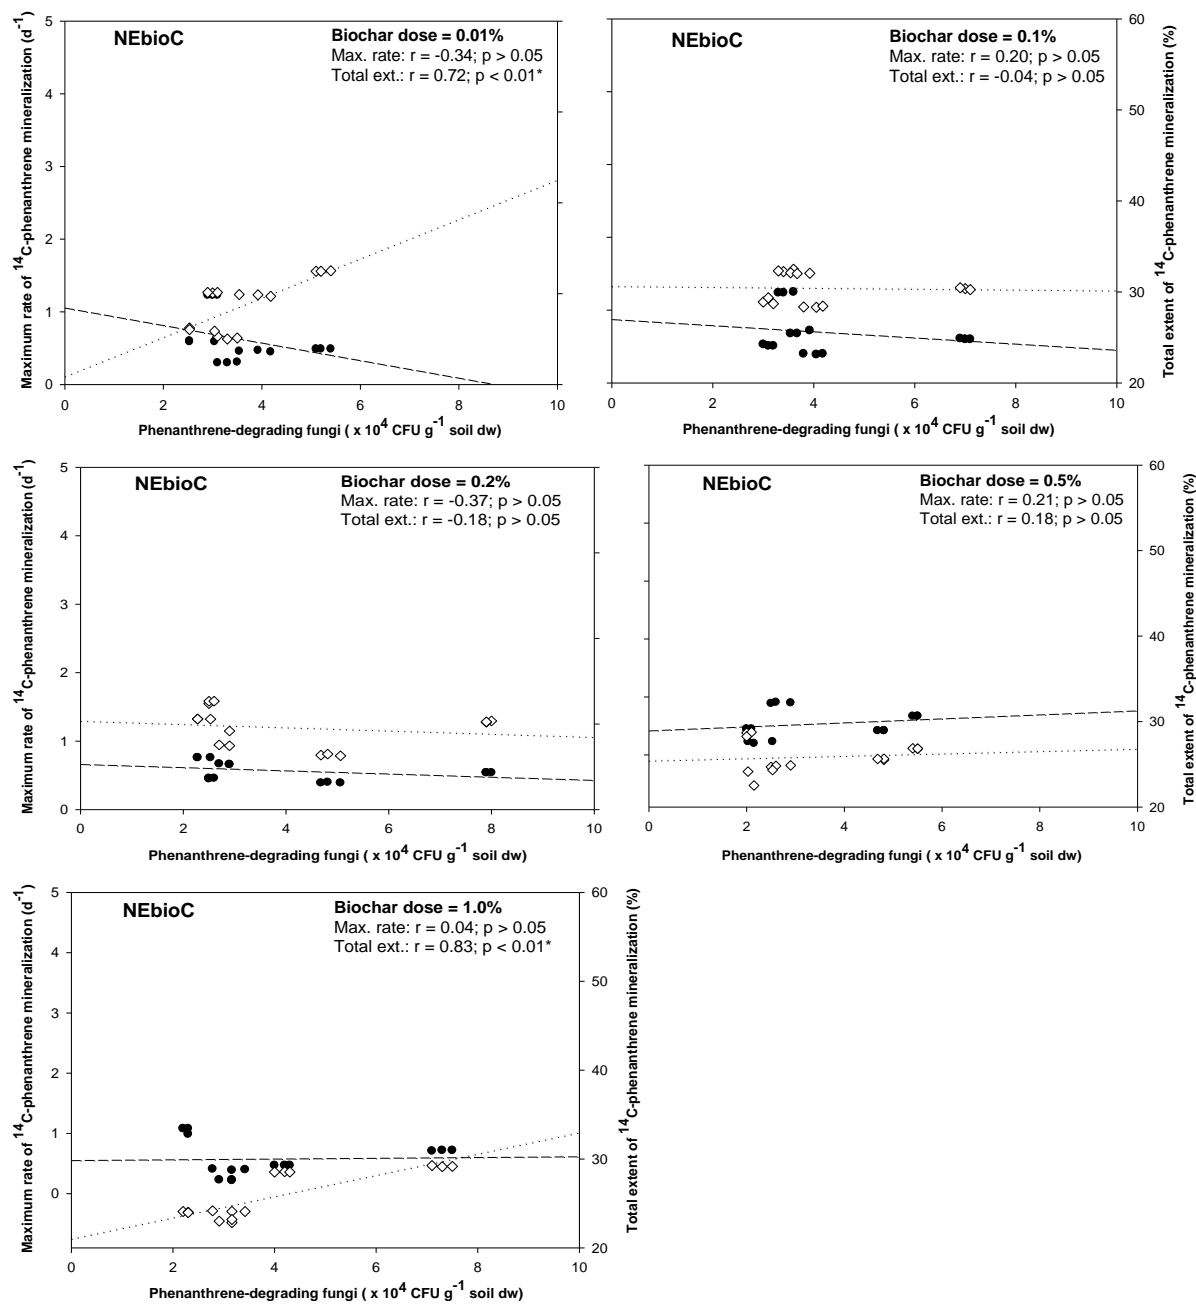 NEbioC
Biochar dose = 0.01%
Max. rate: r = -0.34; p > 0.05
Total ext.: r = 0.72; p < 0.01*
Maximum rate of 14C-phenanthrene mineralization (d-1)
5
4
3
2
1
0
0 2 4 6 8 10
Phenanthrene-degrading fungi ( x 10^4 CFU g^-1 soil dw)
NEbioC
Biochar dose = 0.1%
Max. rate: r = 0.20; p > 0.05
Total ext.: r = -0.04; p > 0.05
60
50
40
30
20
Total extent of 14C-phenanthrene mineralization (%)
0 2 4 6 8 10
Phenanthrene-degrading fungi ( x 10^4 CFU g^-1 soil dw)
NEbioC
Biochar dose = 0.2%
Max. rate: r = -0.37; p > 0.05
Total ext.: r = -0.18; p > 0.05
Maximum rate of 14C-phenanthrene mineralization (d-1)
5
4
3
2
1
0
0 2 4 6 8 10
Phenanthrene-degrading fungi ( x 10^4 CFU g^-1 soil dw)
NEbioC
Biochar dose = 0.5%
Max. rate: r = 0.21; p > 0.05
Total ext.: r = 0.18; p > 0.05
60
50
40
30
20
Total extent of 14C-phenanthrene mineralization (%)
0 2 4 6 8 10
Phenanthrene-degrading fungi ( x 10^4 CFU g^-1 soil dw)
NEbioC
Biochar dose = 1.0%
Max. rate: r = 0.04; p > 0.05
Total ext.: r = 0.83; p < 0.01*
Maximum rate of 14C-phenanthrene mineralization (d-1)
5
4
3
2
1
0
60
50
40
30
20
Total extent of 14C-phenanthrene mineralization (%)
0 2 4 6 8 10
Phenanthrene-degrading fungi ( x 10^4 CFU g^-1 soil dw)